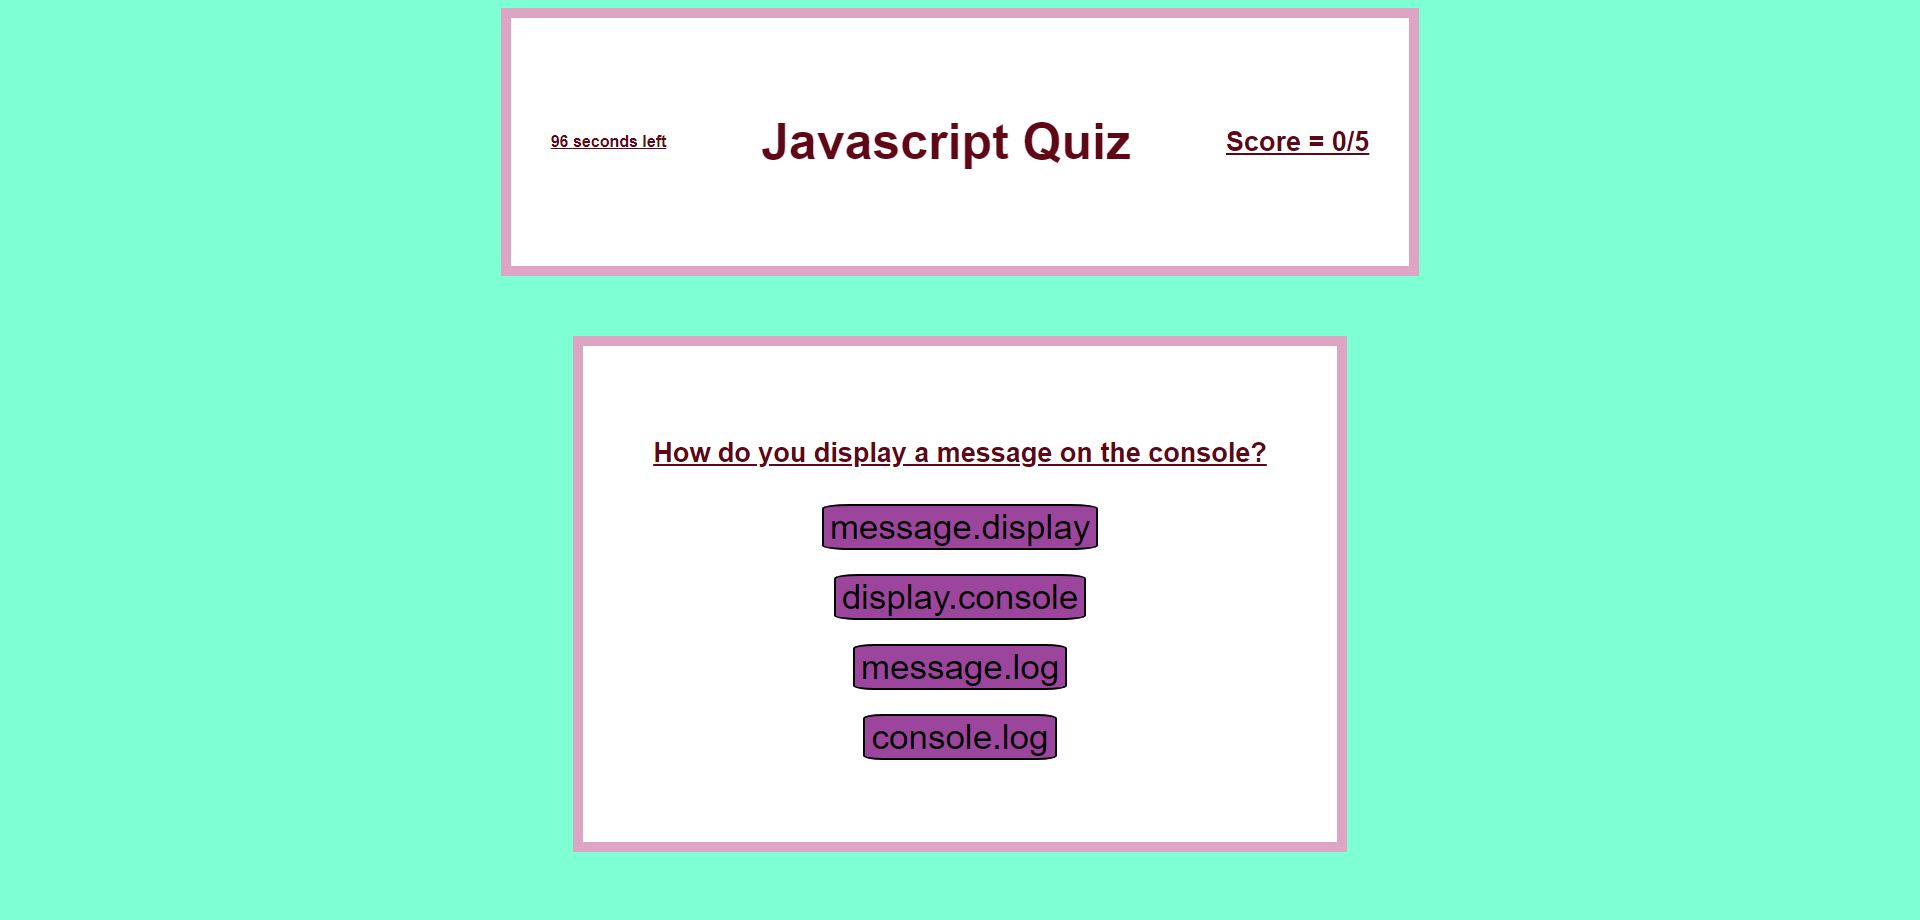 96 seconds left
Javascript Quiz
Score = 0/5
How do you display a message on the console?
message.display
display.console
message.log
console.log